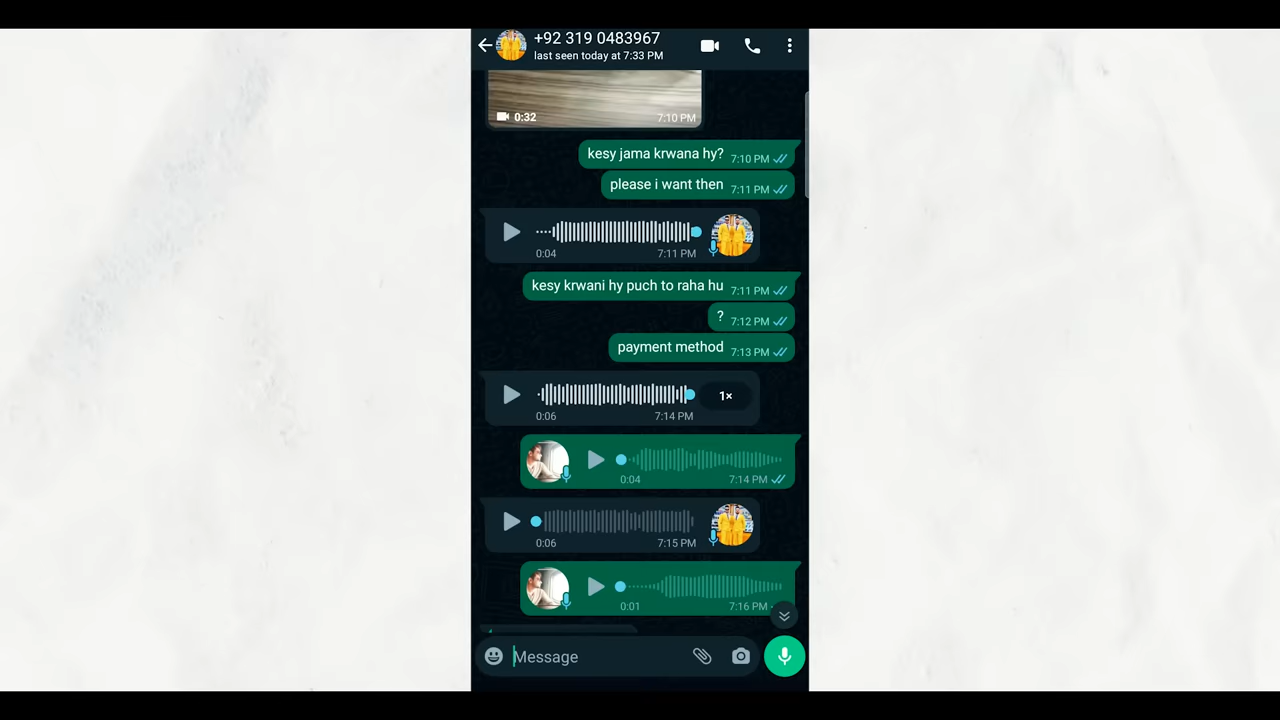 +92 319 0483967
last seen today at 7:33 PM
0:32 7:10 PM
kesy jama krwana hy? 7:10 PM
please i want then 7:11 PM
0:04 7:11 PM
kesy krwani hy puch to raha hu 7:11 PM
? 7:12 PM
payment method 7:13 PM
1×
0:06 7:14 PM
0:04 7:14 PM
0:06 7:15 PM
0:01 7:16 PM
Message